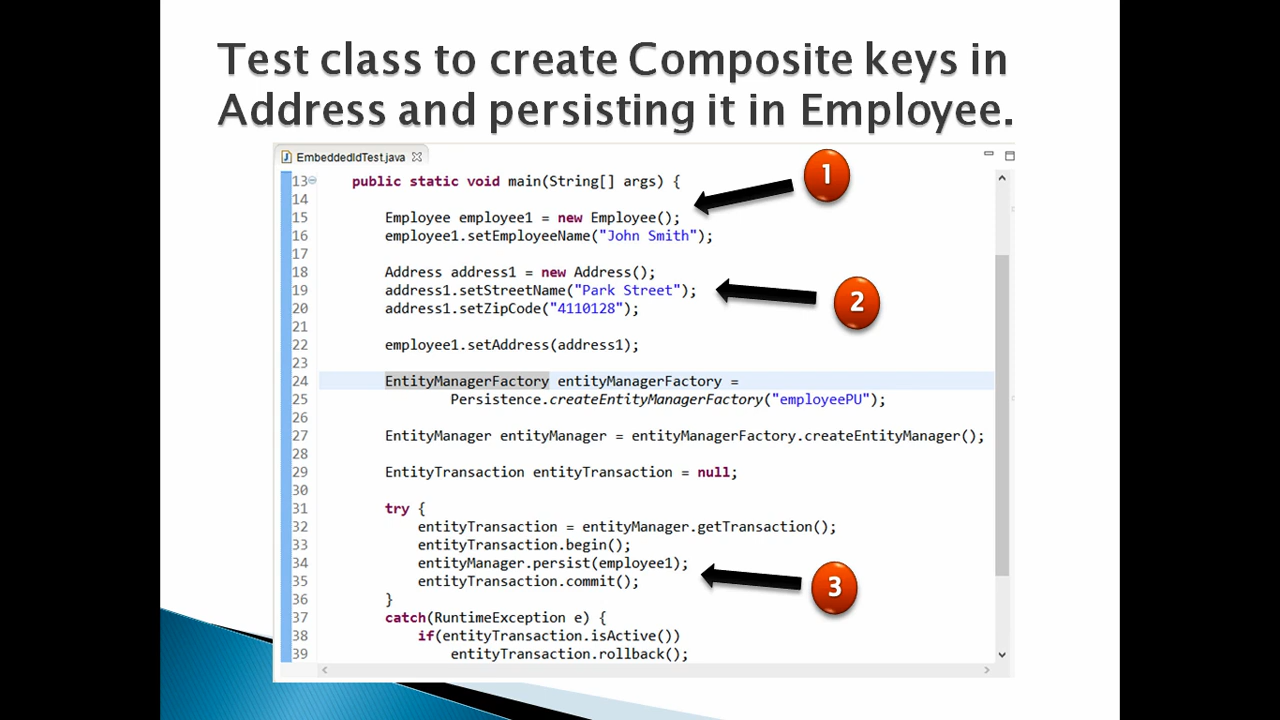 Test class to create Composite keys in
Address and persisting it in Employee.
EmbeddedIdTest.java
1
13 public static void main(String[] args) {
14
15 Employee employee1 = new Employee();
16 employee1.setEmployeeName("John Smith");
17
18 Address address1 = new Address();
19 address1.setStreetName("Park Street");
2
20 address1.setZipCode("4110128");
21
22 employee1.setAddress(address1);
23
24 EntityManagerFactory entityManagerFactory =
25 Persistence.createEntityManagerFactory("employeePU");
26
27 EntityManager entityManager = entityManagerFactory.createEntityManager();
28
29 EntityTransaction entityTransaction = null;
30
31 try {
32 entityTransaction = entityManager.getTransaction();
33 entityTransaction.begin();
34 entityManager.persist(employee1);
35 entityTransaction.commit();
3
36 }
37 catch(RuntimeException e) {
38 if(entityTransaction.isActive())
39 entityTransaction.rollback();